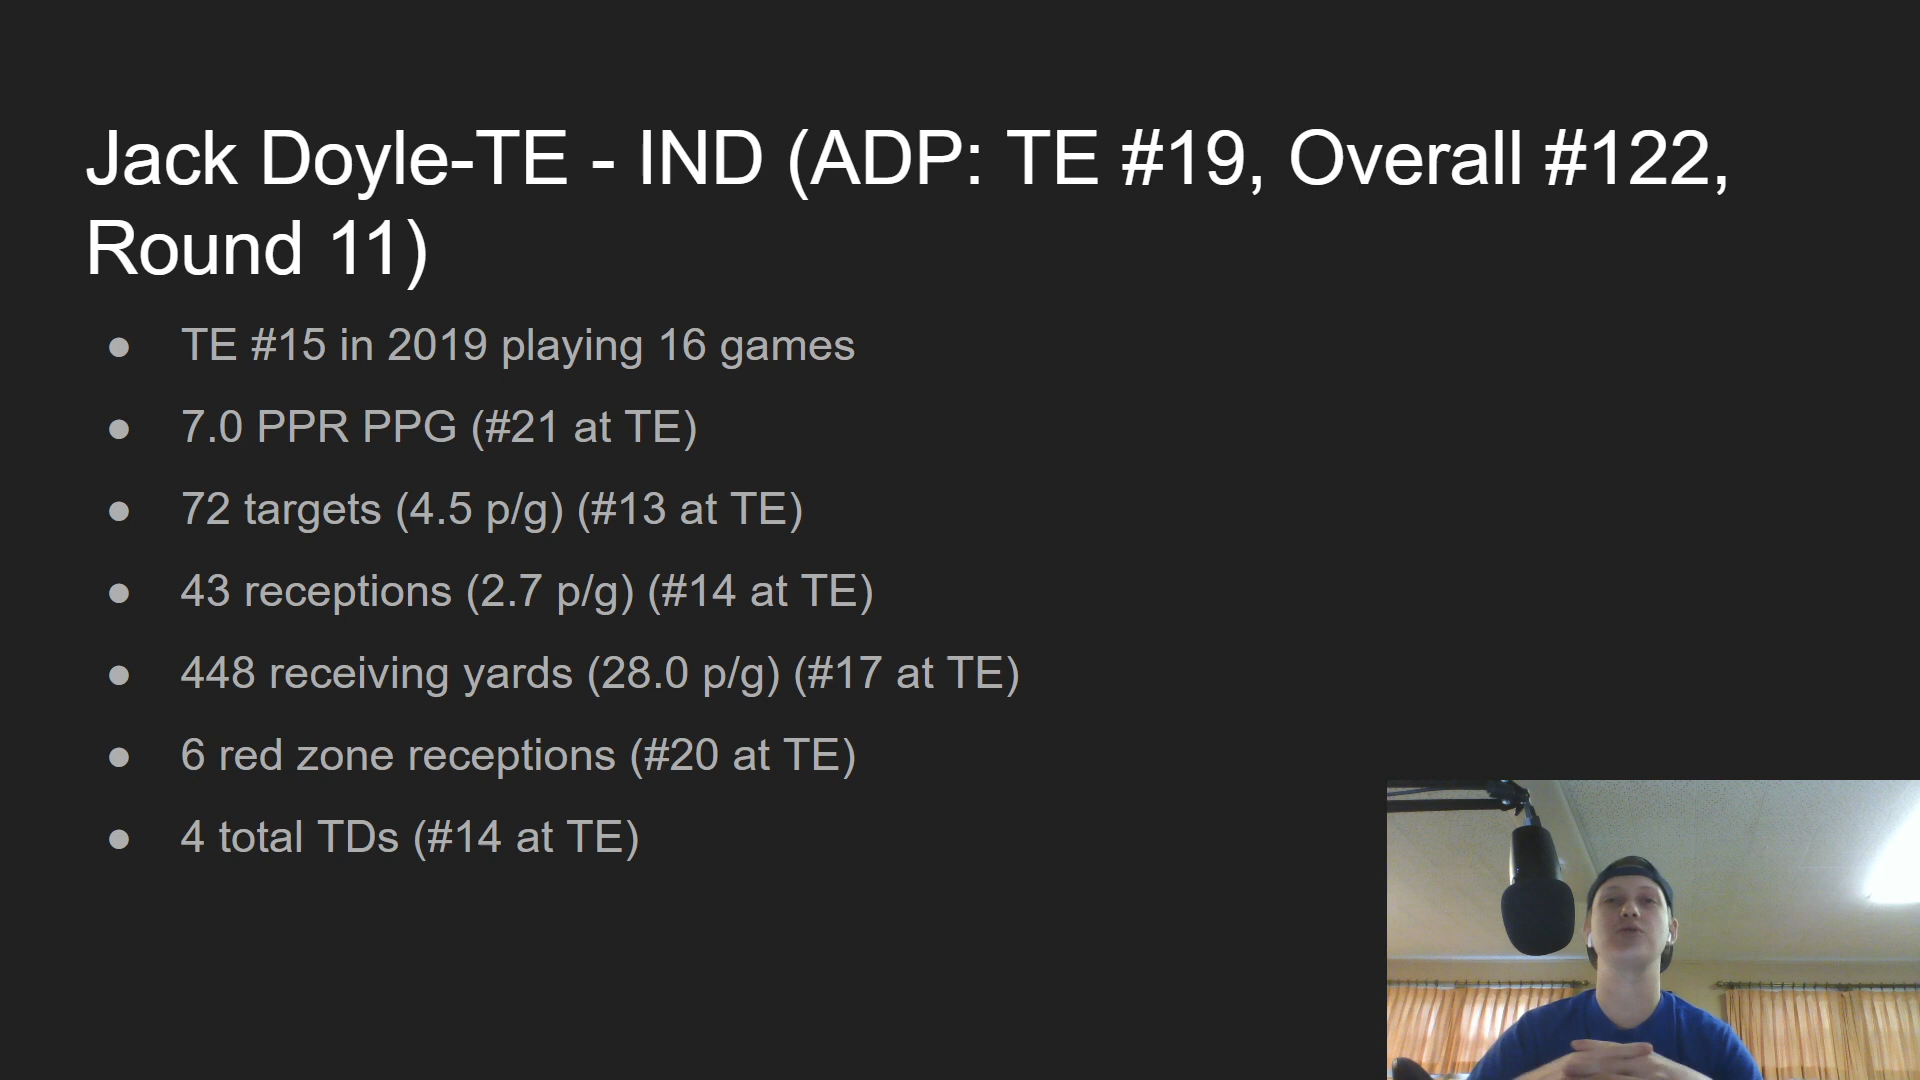 Jack Doyle-TE - IND (ADP: TE #19, Overall #122,
Round 11)
● TE #15 in 2019 playing 16 games
● 7.0 PPR PPG (#21 at TE)
● 72 targets (4.5 p/g) (#13 at TE)
● 43 receptions (2.7 p/g) (#14 at TE)
● 448 receiving yards (28.0 p/g) (#17 at TE)
● 6 red zone receptions (#20 at TE)
● 4 total TDs (#14 at TE)